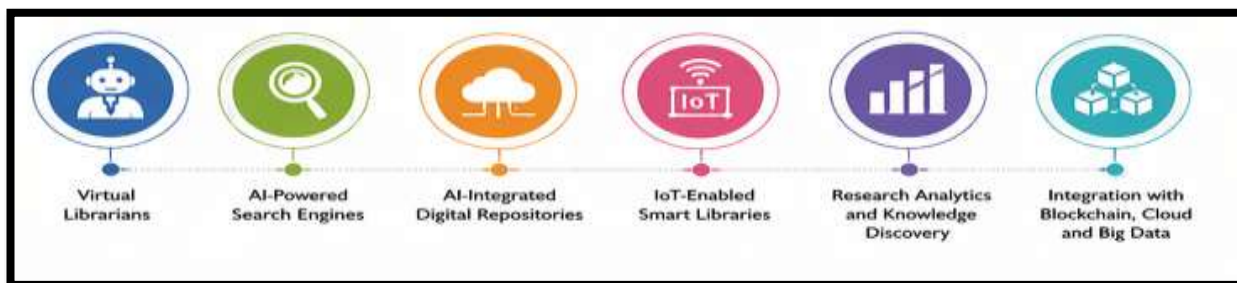 IoT
Virtual
Librarians
AI-Powered
Search Engines
AI-Integrated
Digital Repositories
IoT-Enabled
Smart Libraries
Research Analytics
and Knowledge
Discovery
Integration with
Blockchain, Cloud
and Big Data